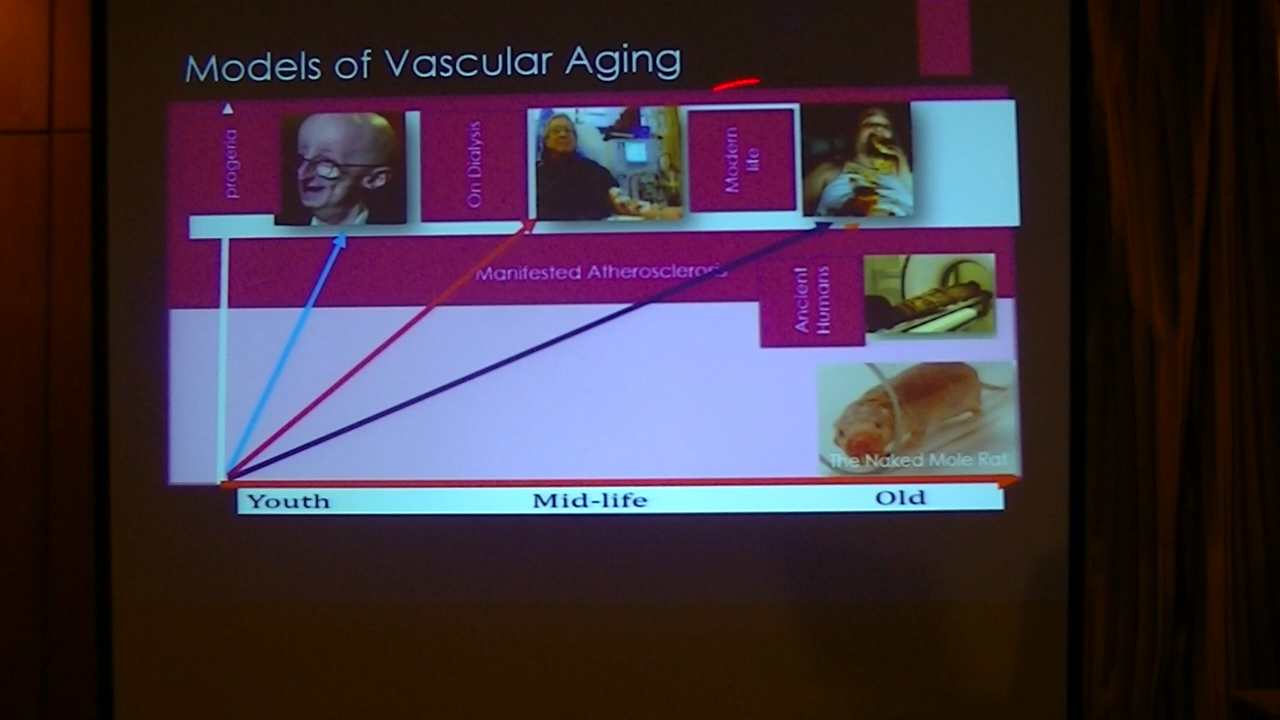 Models of Vascular Aging
progeria
On Dialysis
Modern
life
Manifested Atherosclerosis
Ancient
Humans
The Naked Mole Rat
Youth
Mid-life
Old